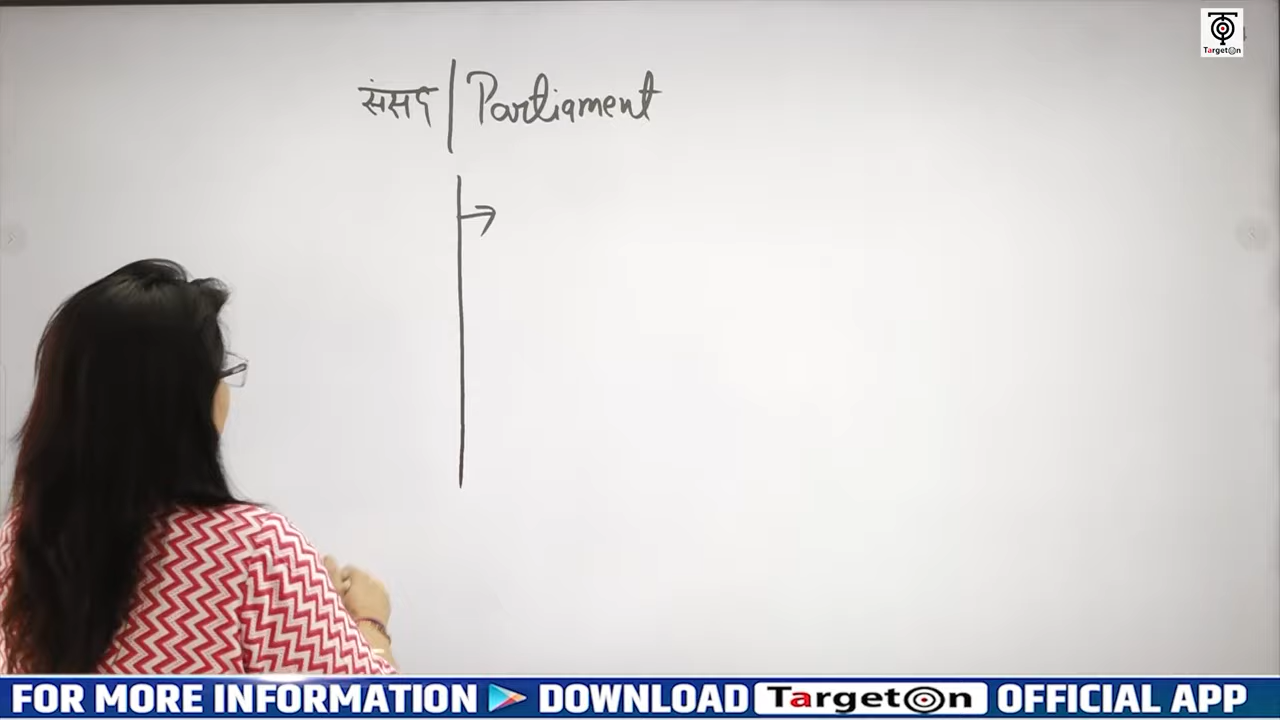 TargetOn
संसद | Parliament
FOR MORE INFORMATION DOWNLOAD TargetOn OFFICIAL APP